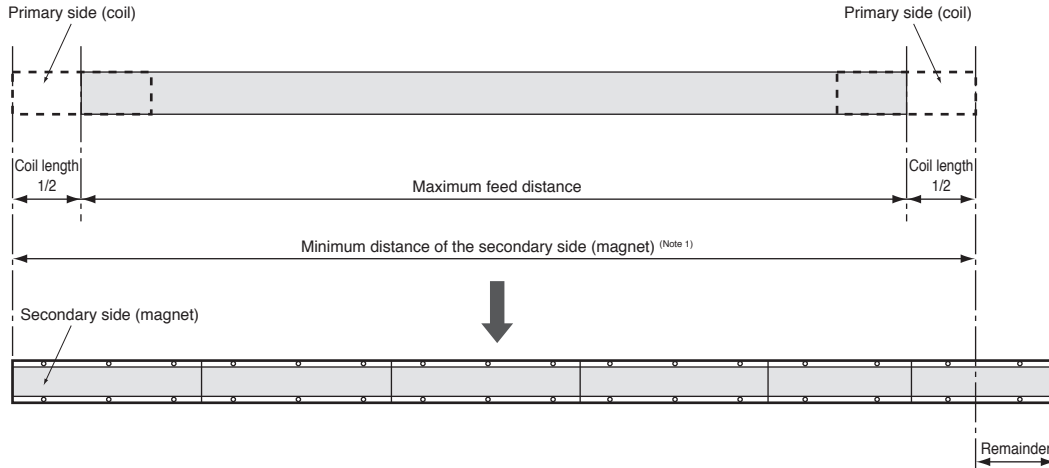 Primary side (coil)
Primary side (coil)
Coil length
1/2
Maximum feed distance
Coil length
1/2
Minimum distance of the secondary side (magnet) (Note 1)
Secondary side (magnet)
Remainder